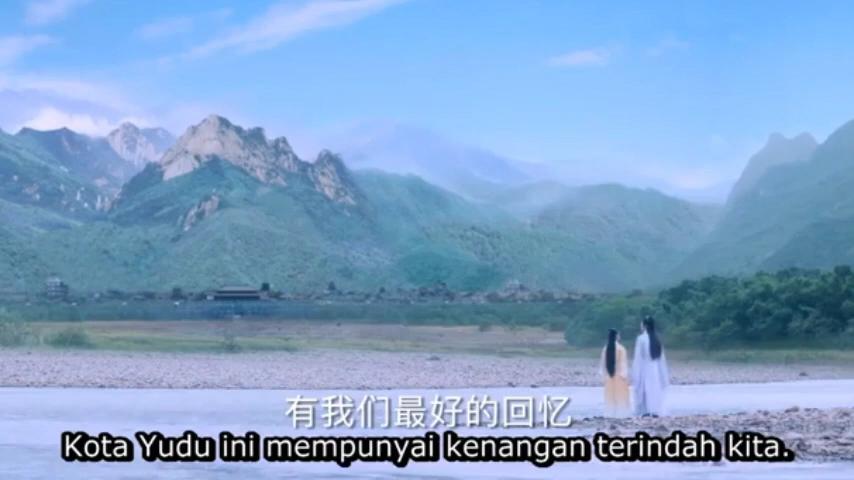 有我们最好的回忆
Kota Yudu ini mempunyai kenangan terindah kita.